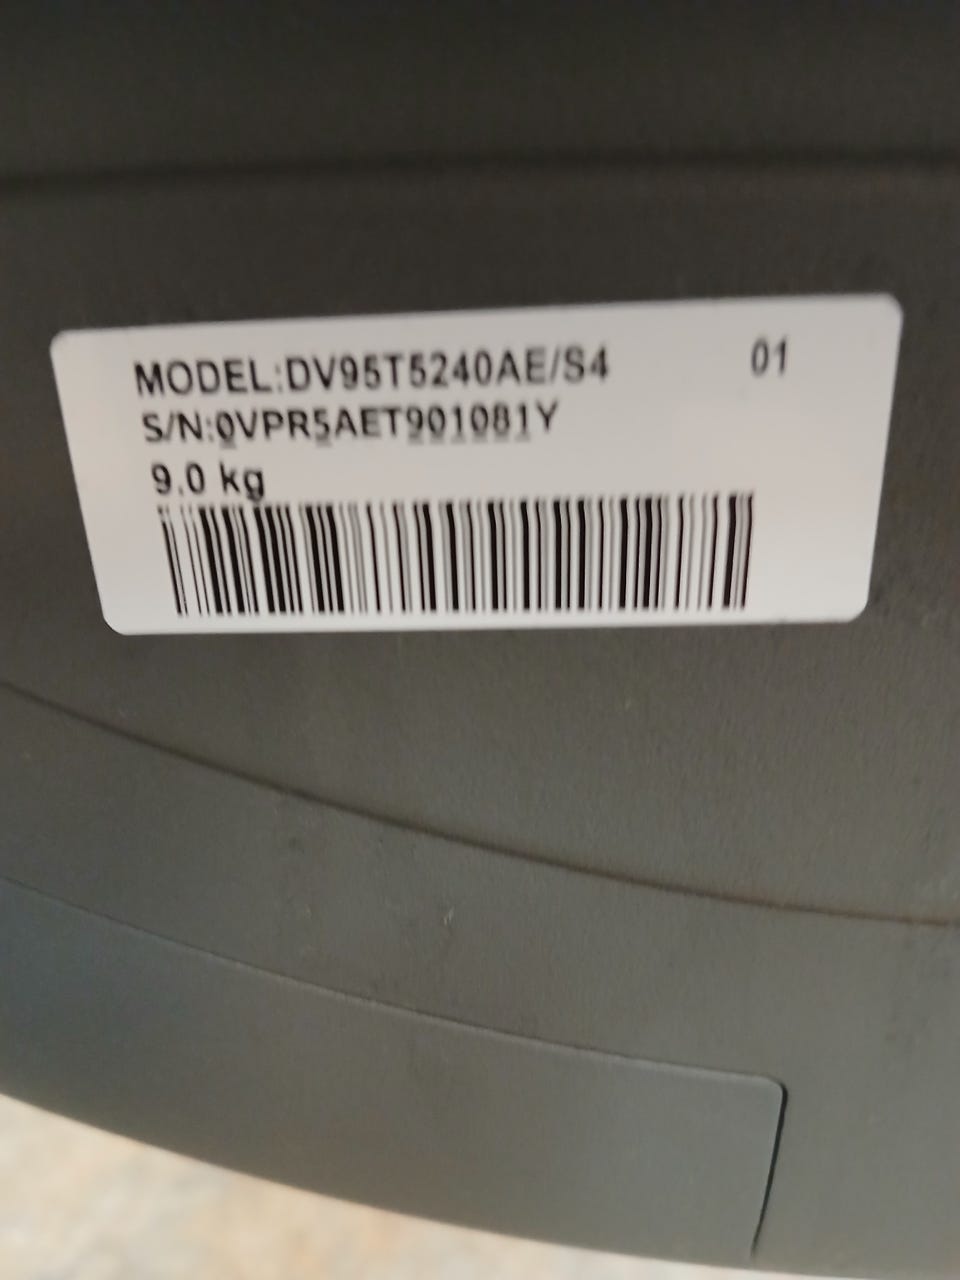 MODEL:DV95T5240AE/S4 01
S/N:0VPR5AET901081Y
9.0 kg